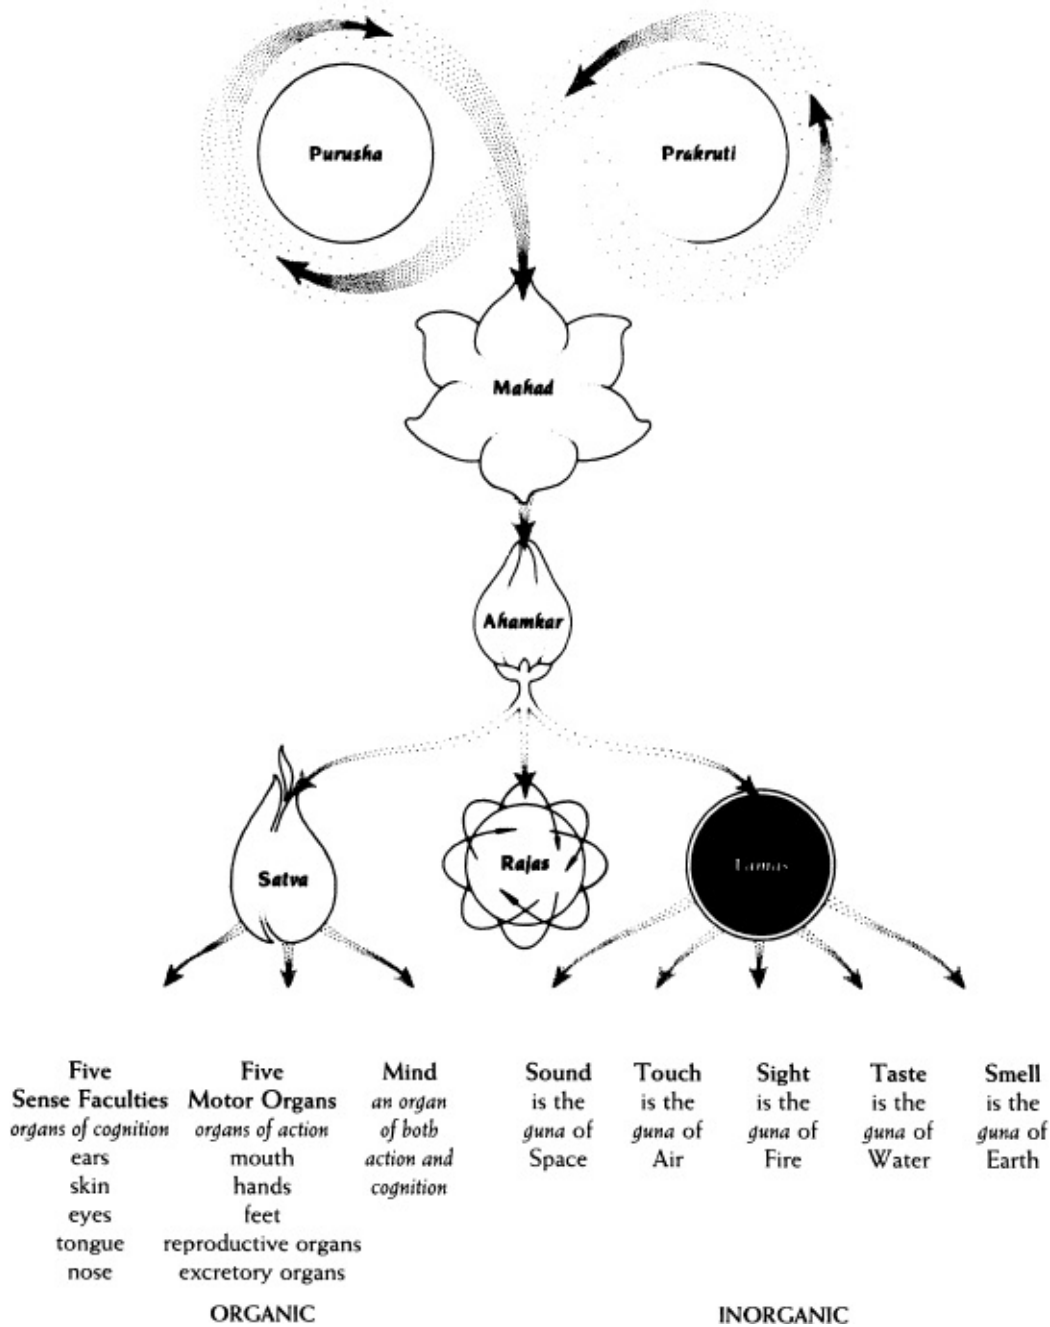 Purusha
Prakruti
Mahad
Ahamkar
Satva
Rajas
Tamas
Five
Sense Faculties
organs of cognition
ears
skin
eyes
tongue
nose
Five
Motor Organs
organs of action
mouth
hands
feet
reproductive organs
excretory organs
Mind
an organ
of both
action and
cognition
Sound
is the
guna of
Space
Touch
is the
guna of
Air
Sight
is the
guna of
Fire
Taste
is the
guna of
Water
Smell
is the
guna of
Earth
ORGANIC
INORGANIC